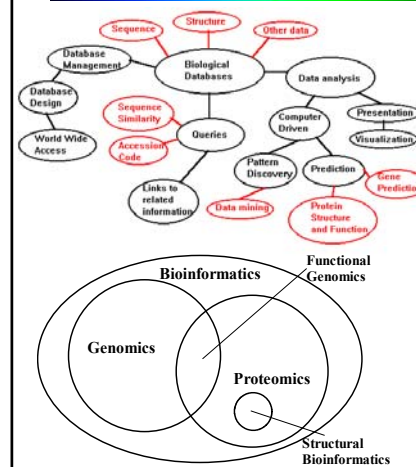 Sequence
Structure
Other data
Database
Management
Biological
Databases
Data analysis
Database
Design
Sequence
Similarity
Computer
Driven
Presentation
Visualization
World Wide
Access
Accession
Code
Queries
Pattern
Discovery
Prediction
Gene
Predictio
Links to
related
information
Data mining
Protein
Structure
and Function
Functional
Genomics
Bioinformatics
Genomics
Proteomics
Structural
Bioinformatics